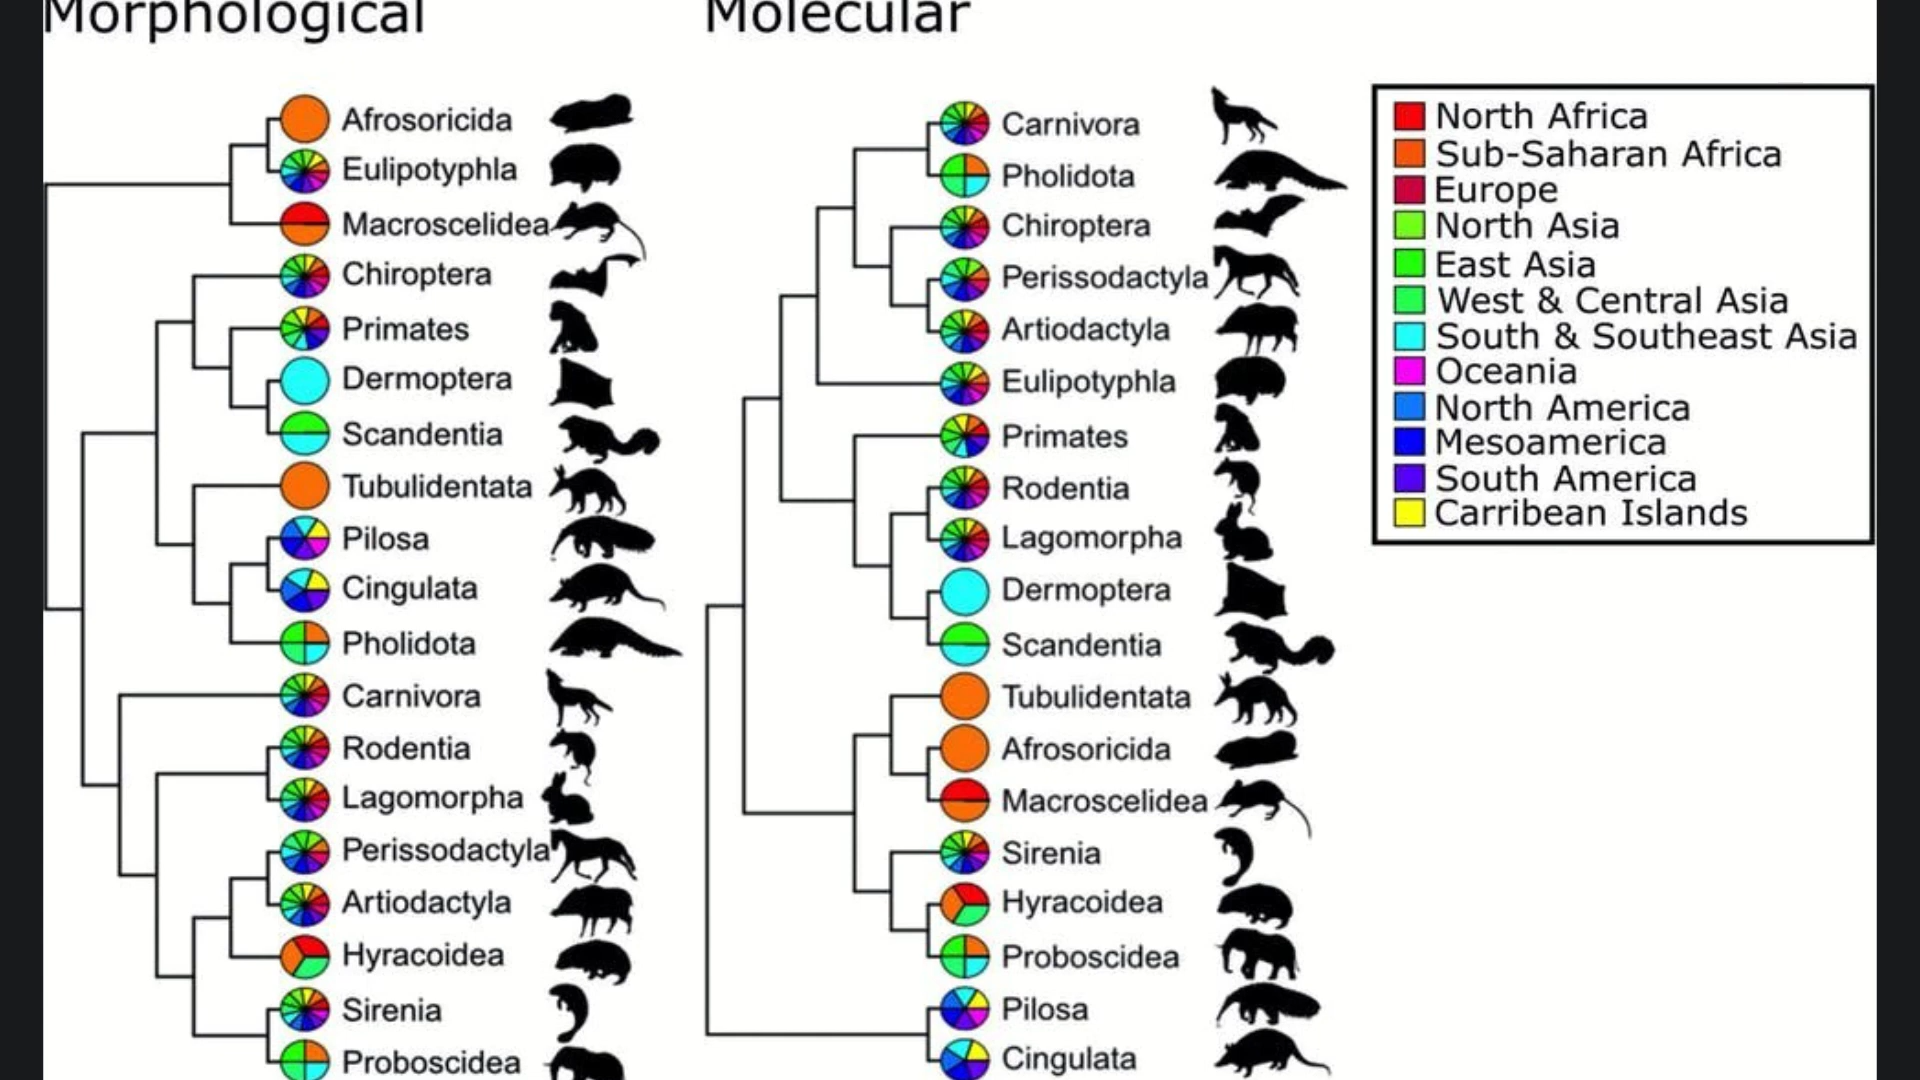 Morphological
Afrosoricida
Eulipotyphla
Macroscelidea
Chiroptera
Primates
Dermoptera
Scandentia
Tubulidentata
Pilosa
Cingulata
Pholidota
Carnivora
Rodentia
Lagomorpha
Perissodactyla
Artiodactyla
Hyracoidea
Sirenia
Proboscidea
Molecular
Carnivora
Pholidota
Chiroptera
Perissodactyla
Artiodactyla
Eulipotyphla
Primates
Rodentia
Lagomorpha
Dermoptera
Scandentia
Tubulidentata
Afrosoricida
Macroscelidea
Sirenia
Hyracoidea
Proboscidea
Pilosa
Cingulata
North Africa
Sub-Saharan Africa
Europe
North Asia
East Asia
West & Central Asia
South & Southeast Asia
Oceania
North America
Mesoamerica
South America
Carribean Islands